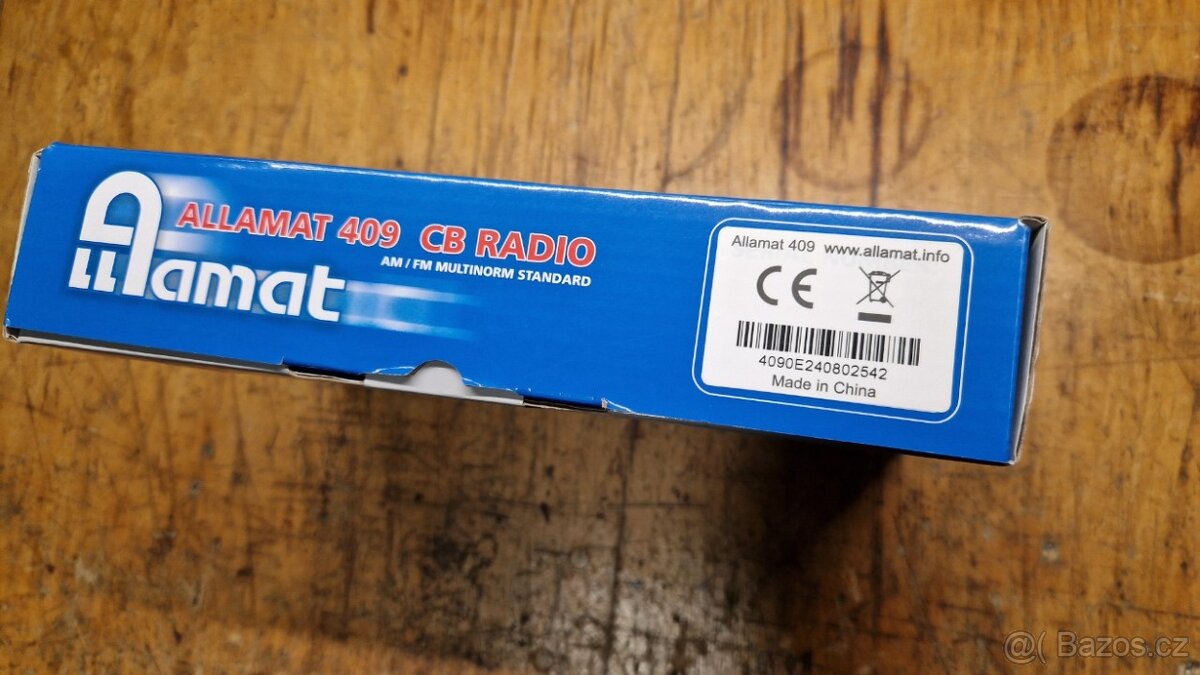 Allamat
ALLAMAT 409 CB RADIO
AM / FM MULTINORM STANDARD
Allamat 409 www.allamat.info
CE
4090E240802542
Made in China
@( Bazos.cz